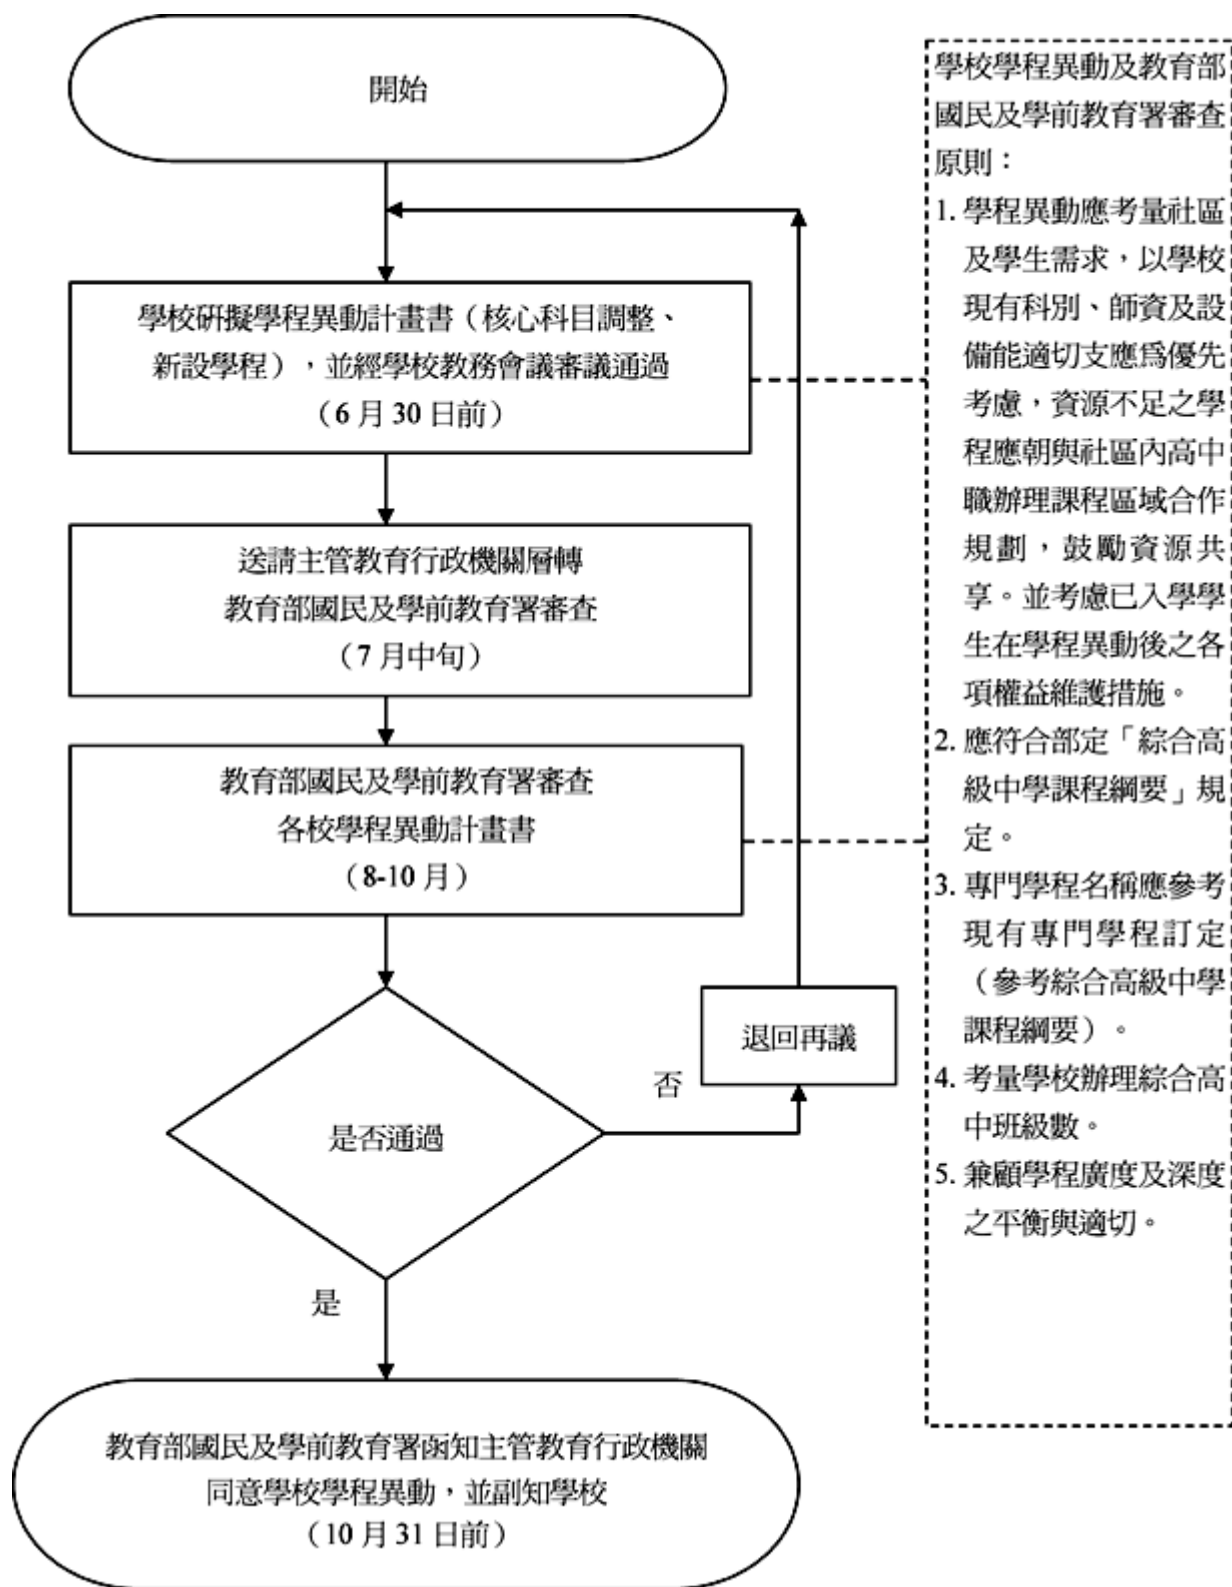 開始
學校研擬學程異動計畫書（核心科目調整、
新設學程），並經學校教務會議審議通過
（6 月 30 日前）
送請主管教育行政機關層轉
教育部國民及學前教育署審查
（7 月中旬）
教育部國民及學前教育署審查
各校學程異動計畫書
（8-10 月）
是否通過
否
退回再議
是
教育部國民及學前教育署函知主管教育行政機關
同意學校學程異動，並副知學校
（10 月 31 日前）
學校學程異動及教育部
國民及學前教育署審查
原則：
1. 學程異動應考量社區
及學生需求，以學校
現有科別、師資及設
備能適切支應為優先
考慮，資源不足之學
程應朝與社區內高中
職辦理課程區域合作
規劃，鼓勵資源共
享。並考慮已入學學
生在學程異動後之各
項權益維護措施。
2. 應符合部定「綜合高
級中學課程綱要」規
定。
3. 專門學程名稱應參考
現有專門學程訂定
（參考綜合高級中學
課程綱要）。
4. 考量學校辦理綜合高
中班級數。
5. 兼顧學程廣度及深度
之平衡與適切。